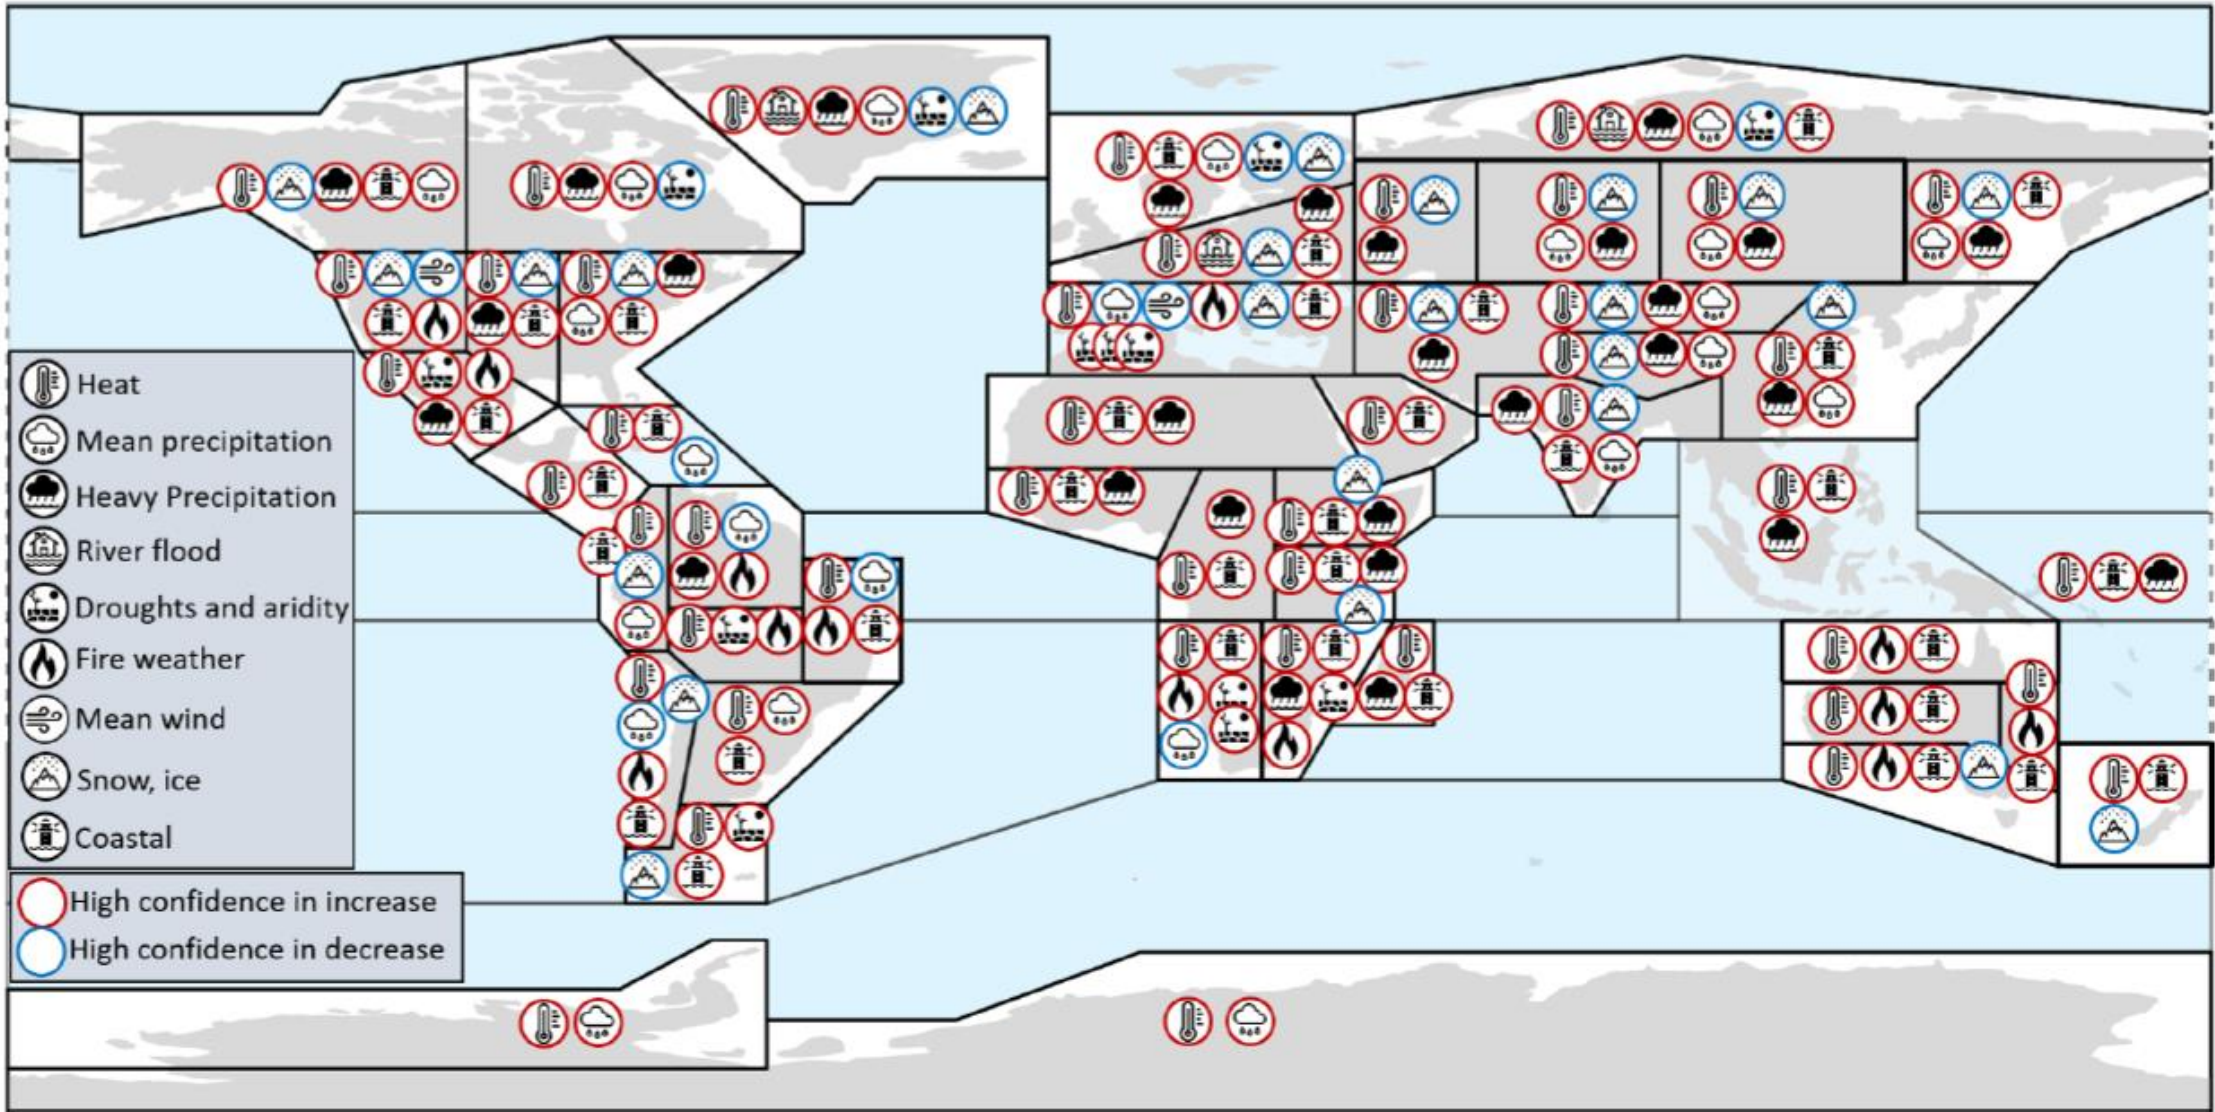 Heat
Mean precipitation
Heavy Precipitation
River flood
Droughts and aridity
Fire weather
Mean wind
Snow, ice
Coastal
High confidence in increase
High confidence in decrease